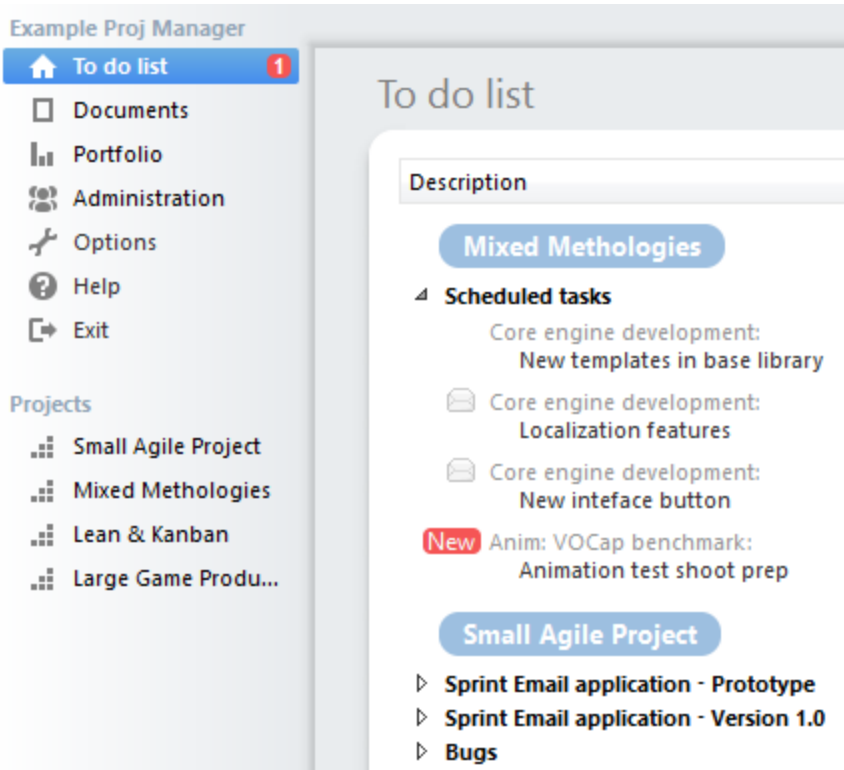 Example Proj Manager
To do list 1
Documents
Portfolio
Administration
Options
Help
Exit
Projects
Small Agile Project
Mixed Methologies
Lean & Kanban
Large Game Produ...
To do list
Description
Mixed Methologies
Scheduled tasks
Core engine development:
New templates in base library
Core engine development:
Localization features
Core engine development:
New inteface button
New Anim: VOCap benchmark:
Animation test shoot prep
Small Agile Project
Sprint Email application - Prototype
Sprint Email application - Version 1.0
Bugs